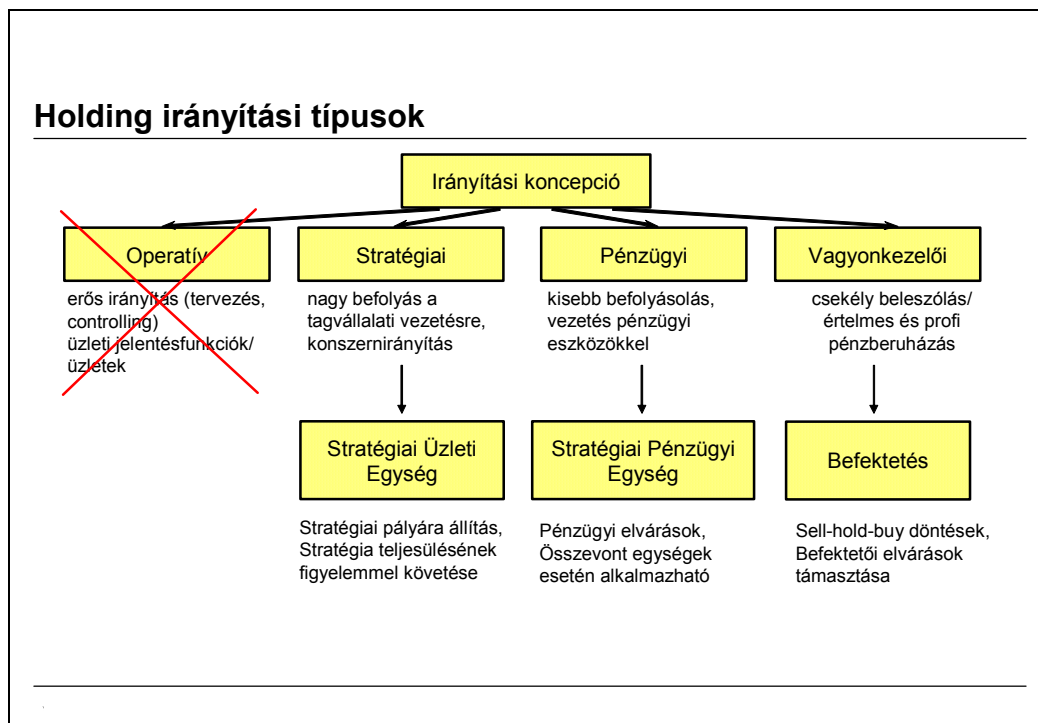 Holding irányítási típusok
Irányítási koncepció
Operatív
erős irányítás (tervezés,
controlling)
üzleti jelentésfunkciók/
üzletek
Stratégiai
nagy befolyás a
tagvállalati vezetésre,
konszernirányítás
Pénzügyi
kisebb befolyásolás,
vezetés pénzügyi
eszközökkel
Vagyonkezelői
csekély beleszólás/
értelmes és profi
pénzberuházás
Stratégiai Üzleti
Egység
Stratégiai pályára állítás,
Stratégia teljesülésének
figyelemmel követése
Stratégiai Pénzügyi
Egység
Pénzügyi elvárások,
Összevont egységek
esetén alkalmazható
Befektetés
Sell-hold-buy döntések,
Befektetői elvárások
támasztása